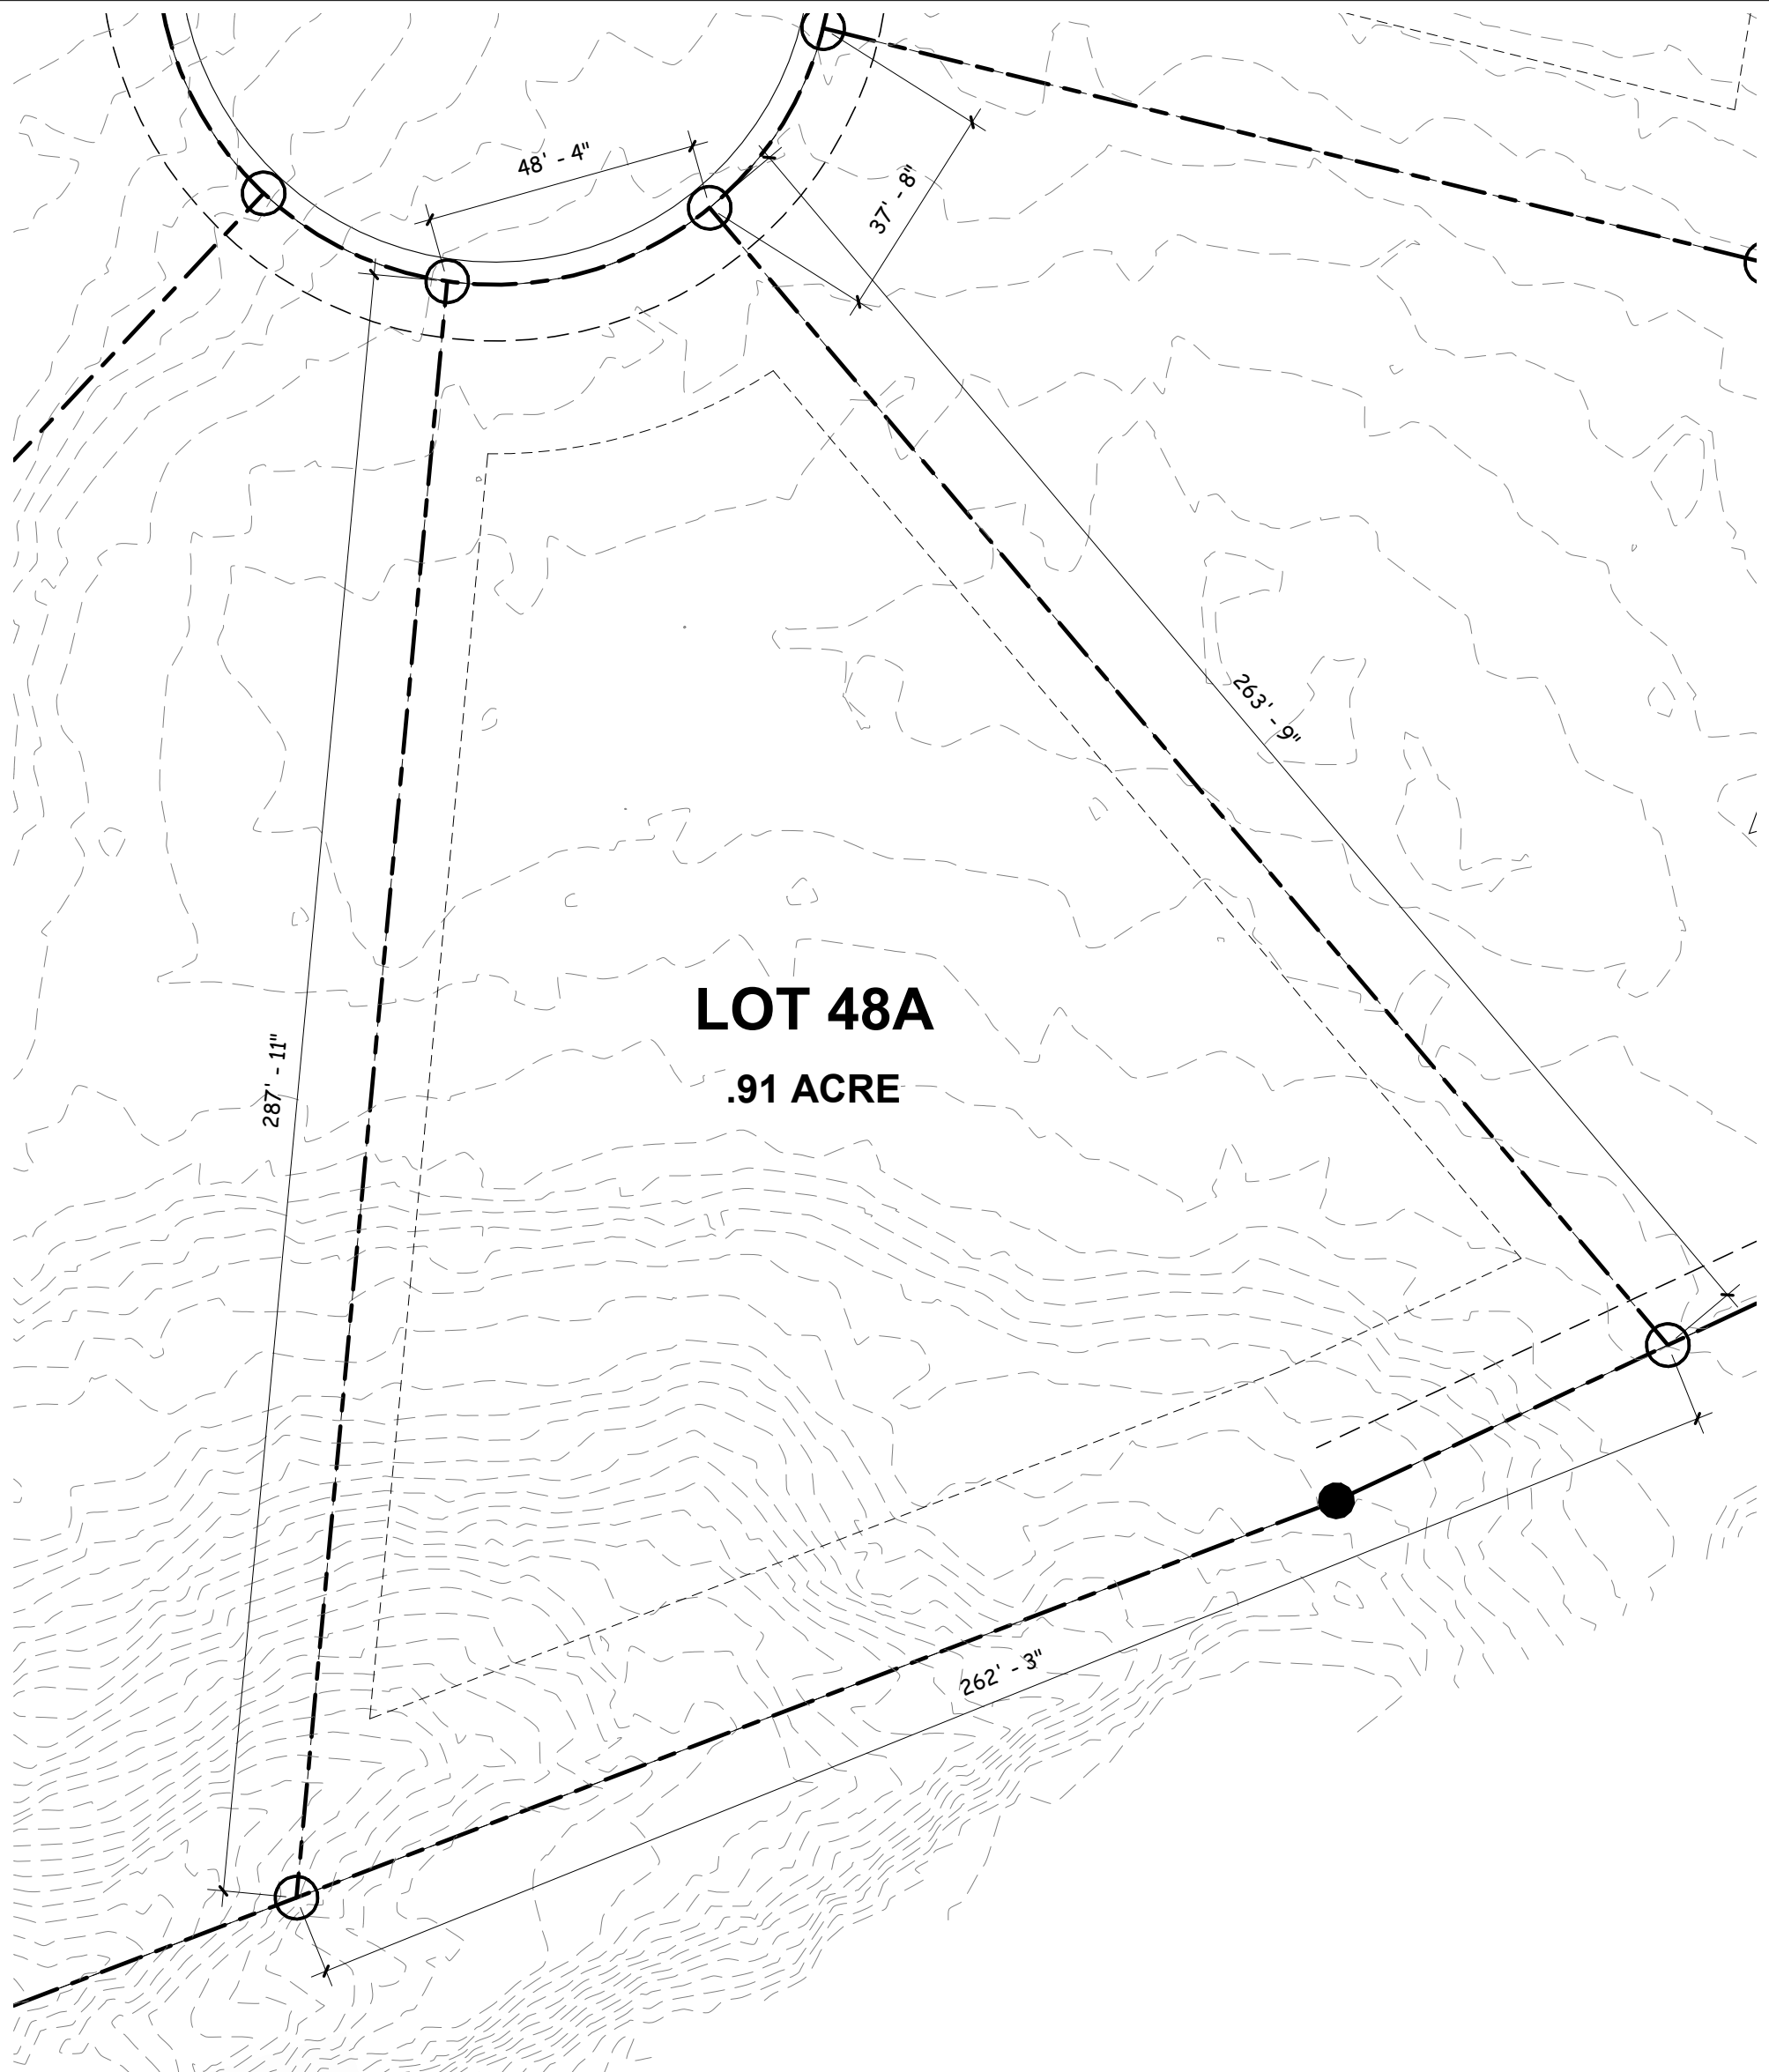 48' - 4"
37' - 8"
263' - 9"
LOT 48A
.91 ACRE
287' - 11"
262' - 3"